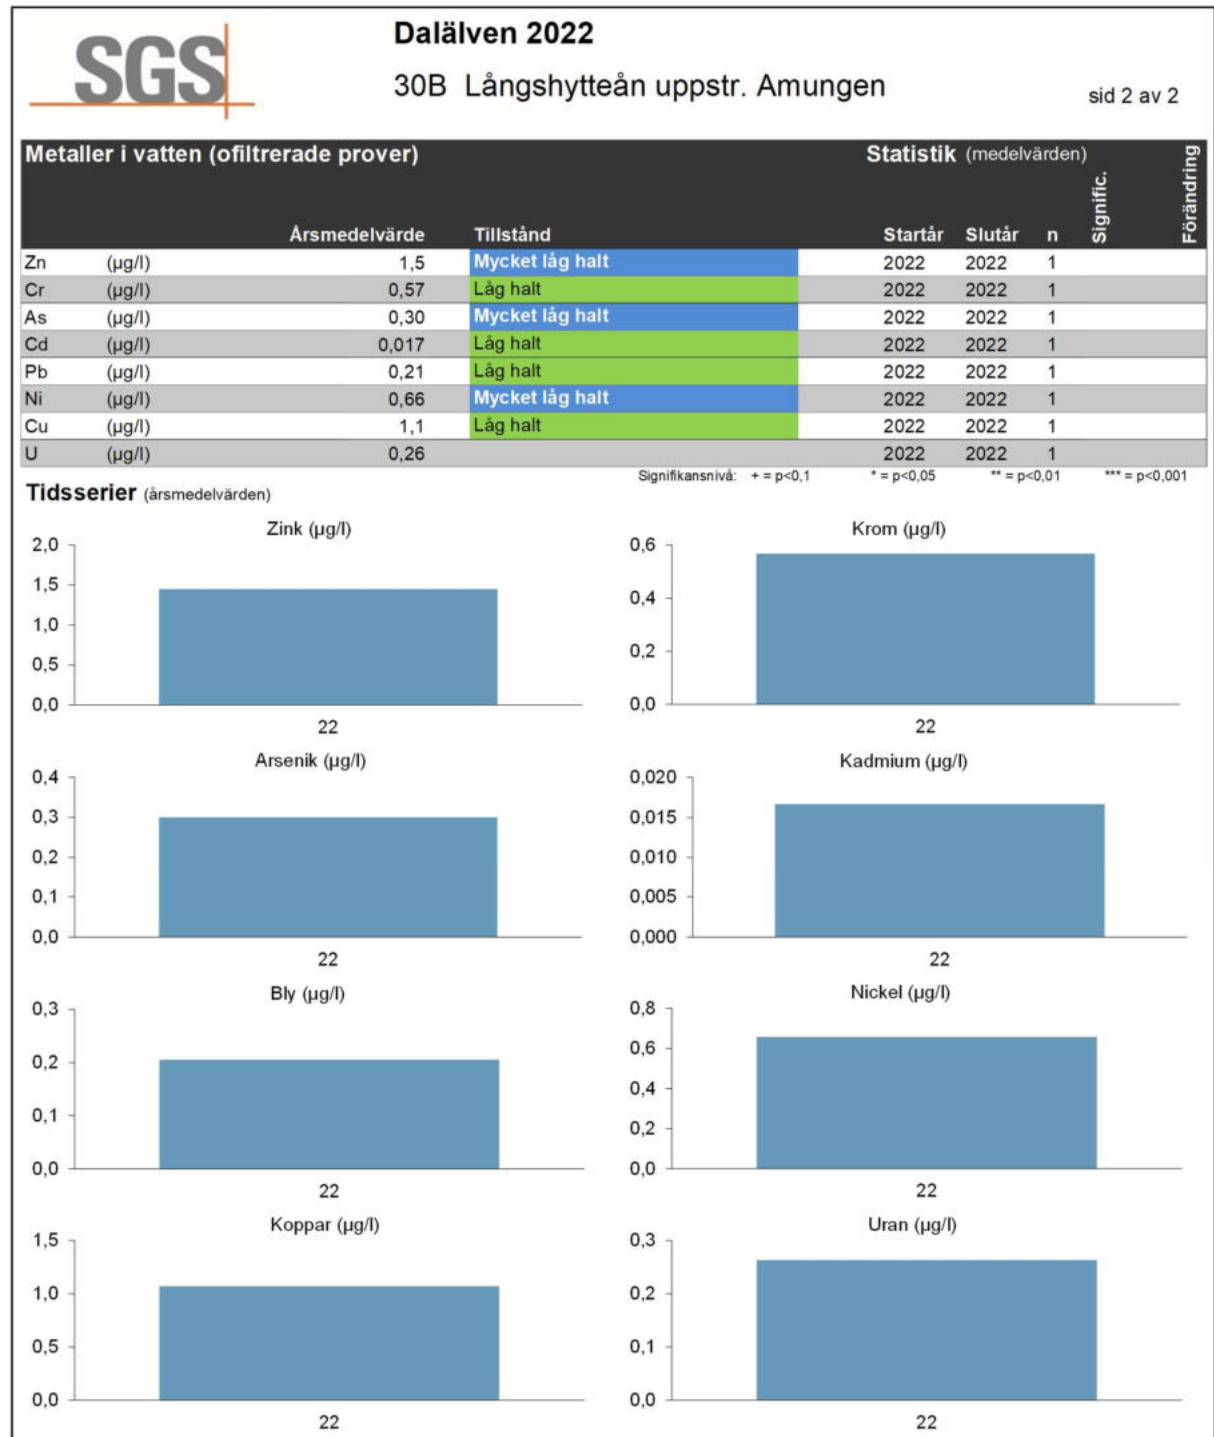 SGS
Dalälven 2022
30B Långshytteån uppstr. Amungen
sid 2 av 2
Metaller i vatten (ofiltrerade prover) Statistik (medelvärden)
Årsmedelvärde Tillstånd Startår Slutår n Signific. Förändring
Zn (µg/l) 1,5 Mycket låg halt 2022 2022 1
Cr (µg/l) 0,57 Låg halt 2022 2022 1
As (µg/l) 0,30 Mycket låg halt 2022 2022 1
Cd (µg/l) 0,017 Låg halt 2022 2022 1
Pb (µg/l) 0,21 Låg halt 2022 2022 1
Ni (µg/l) 0,66 Mycket låg halt 2022 2022 1
Cu (µg/l) 1,1 Låg halt 2022 2022 1
U (µg/l) 0,26 2022 2022 1
Signifikansnivå: + = p<0,1 * = p<0,05 ** = p<0,01 *** = p<0,001
Tidsserier (årsmedelvärden)
Zink (µg/l)
2,0
1,5
1,0
0,5
0,0
22
Krom (µg/l)
0,6
0,4
0,2
0,0
22
Arsenik (µg/l)
0,4
0,3
0,2
0,1
0,0
22
Kadmium (µg/l)
0,020
0,015
0,010
0,005
0,000
22
Bly (µg/l)
0,3
0,2
0,1
0,0
22
Nickel (µg/l)
0,8
0,6
0,4
0,2
0,0
22
Koppar (µg/l)
1,5
1,0
0,5
0,0
22
Uran (µg/l)
0,3
0,2
0,1
0,0
22